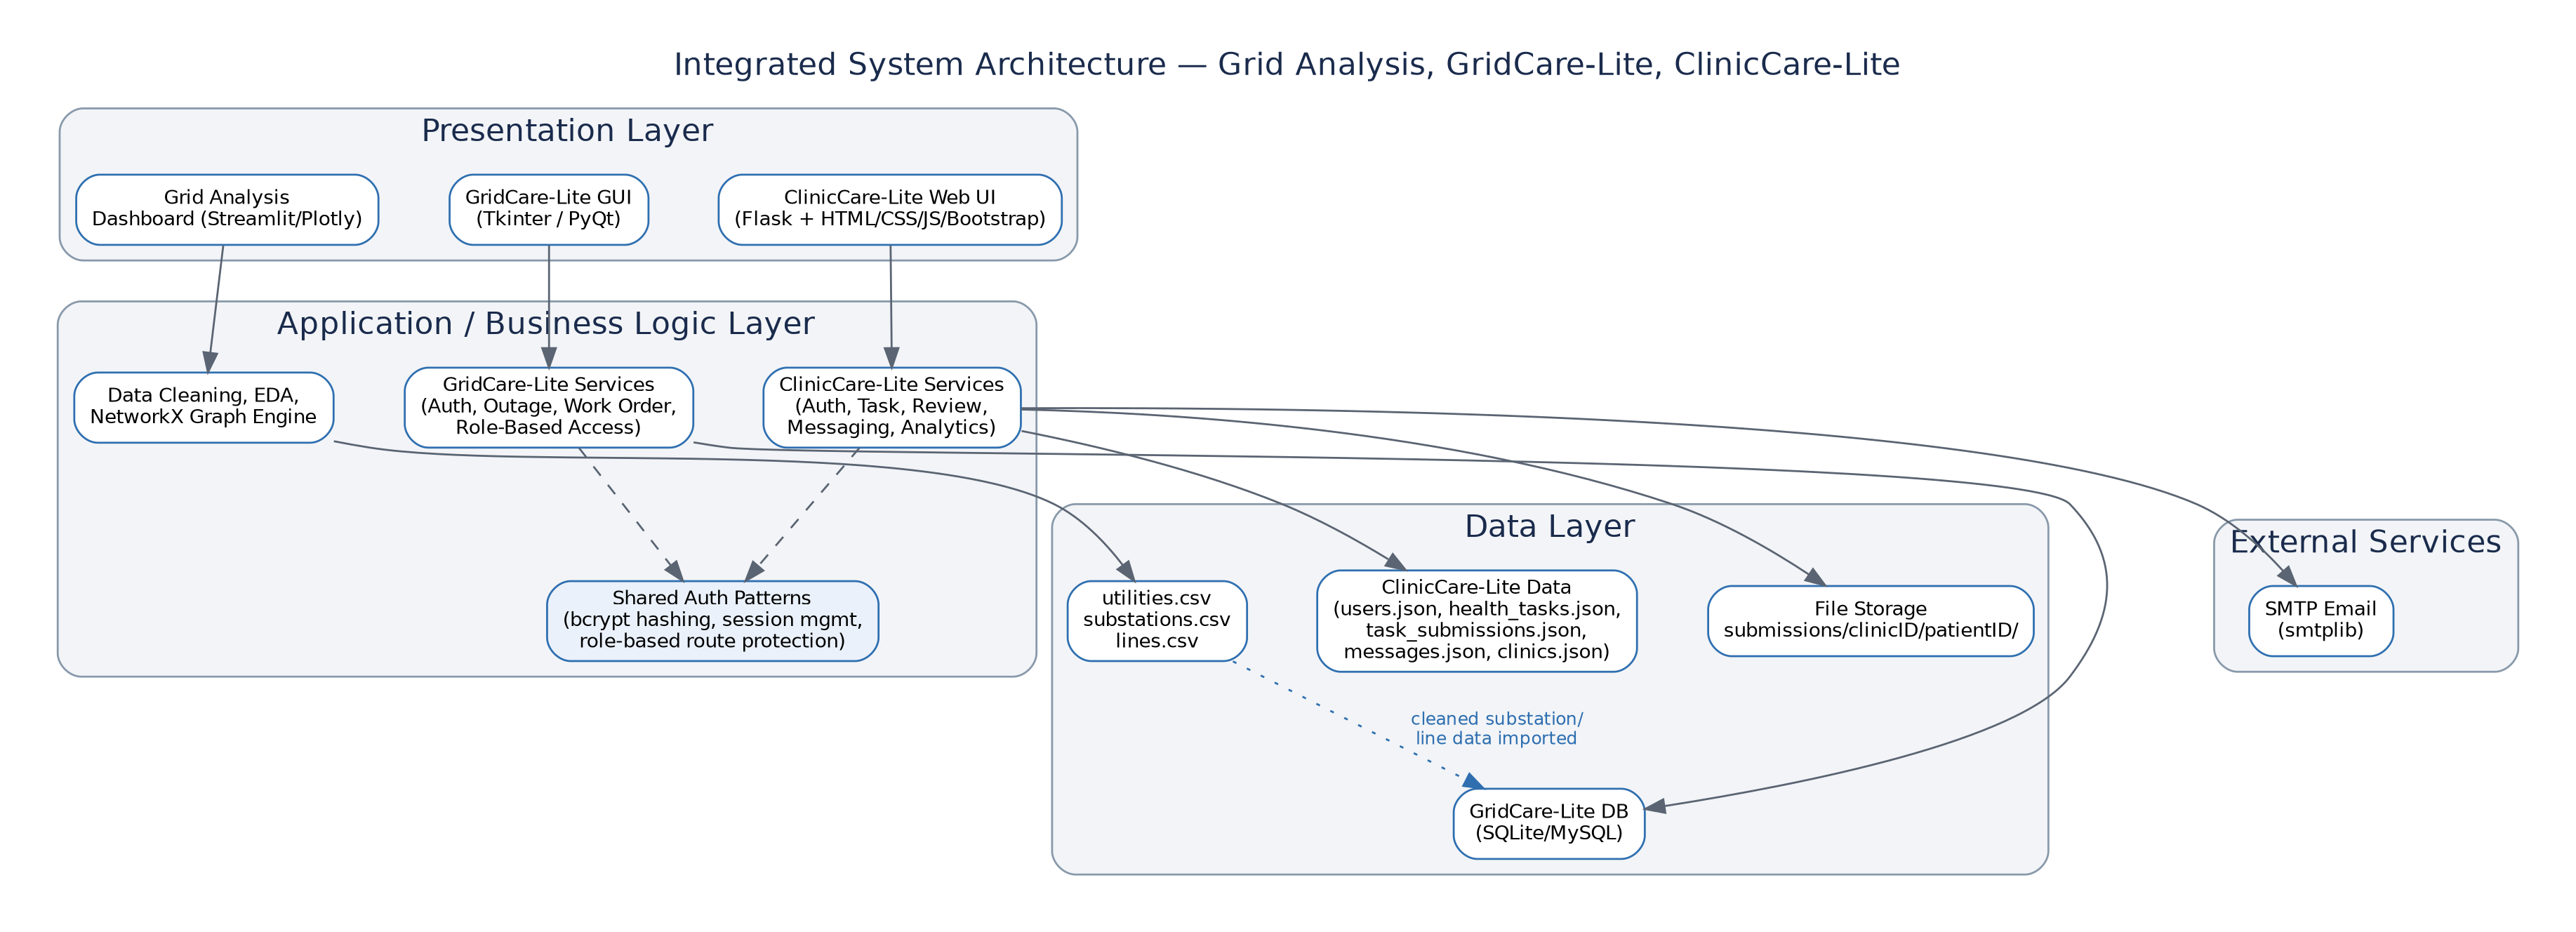 Integrated System Architecture — Grid Analysis, GridCare-Lite, ClinicCare-Lite
Presentation Layer
Grid Analysis
Dashboard (Streamlit/Plotly)
GridCare-Lite GUI
(Tkinter / PyQt)
ClinicCare-Lite Web UI
(Flask + HTML/CSS/JS/Bootstrap)
Application / Business Logic Layer
Data Cleaning, EDA,
NetworkX Graph Engine
GridCare-Lite Services
(Auth, Outage, Work Order,
Role-Based Access)
ClinicCare-Lite Services
(Auth, Task, Review,
Messaging, Analytics)
Shared Auth Patterns
(bcrypt hashing, session mgmt,
role-based route protection)
Data Layer
utilities.csv
substations.csv
lines.csv
ClinicCare-Lite Data
(users.json, health_tasks.json,
task_submissions.json,
messages.json, clinics.json)
File Storage
submissions/clinicID/patientID/
cleaned substation/
line data imported
GridCare-Lite DB
(SQLite/MySQL)
External Services
SMTP Email
(smtplib)